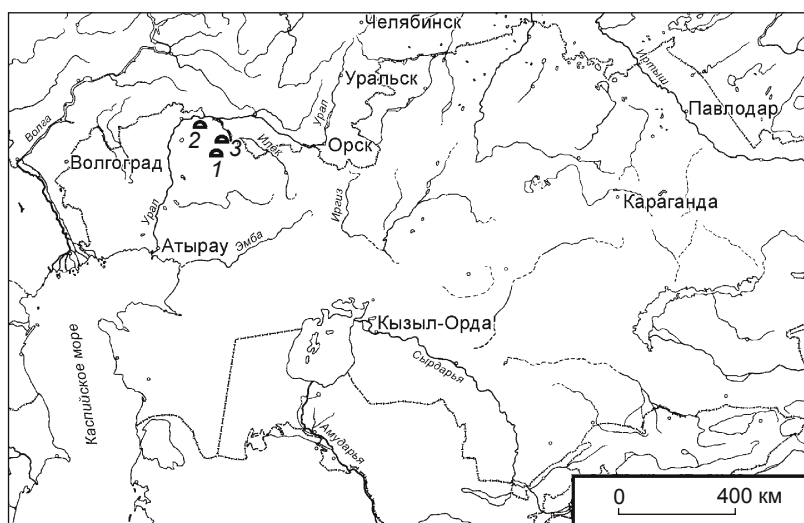 Челябинск
Уральск
Иртыш
Павлодар
Волга
Урал
2
3
Илек
1
Орск
Волгоград
Урал
Иргиз
Караганда
Атырау
Эмба
Кызыл-Орда
Каспийское море
Сырдарья
Амударья
0 400 км